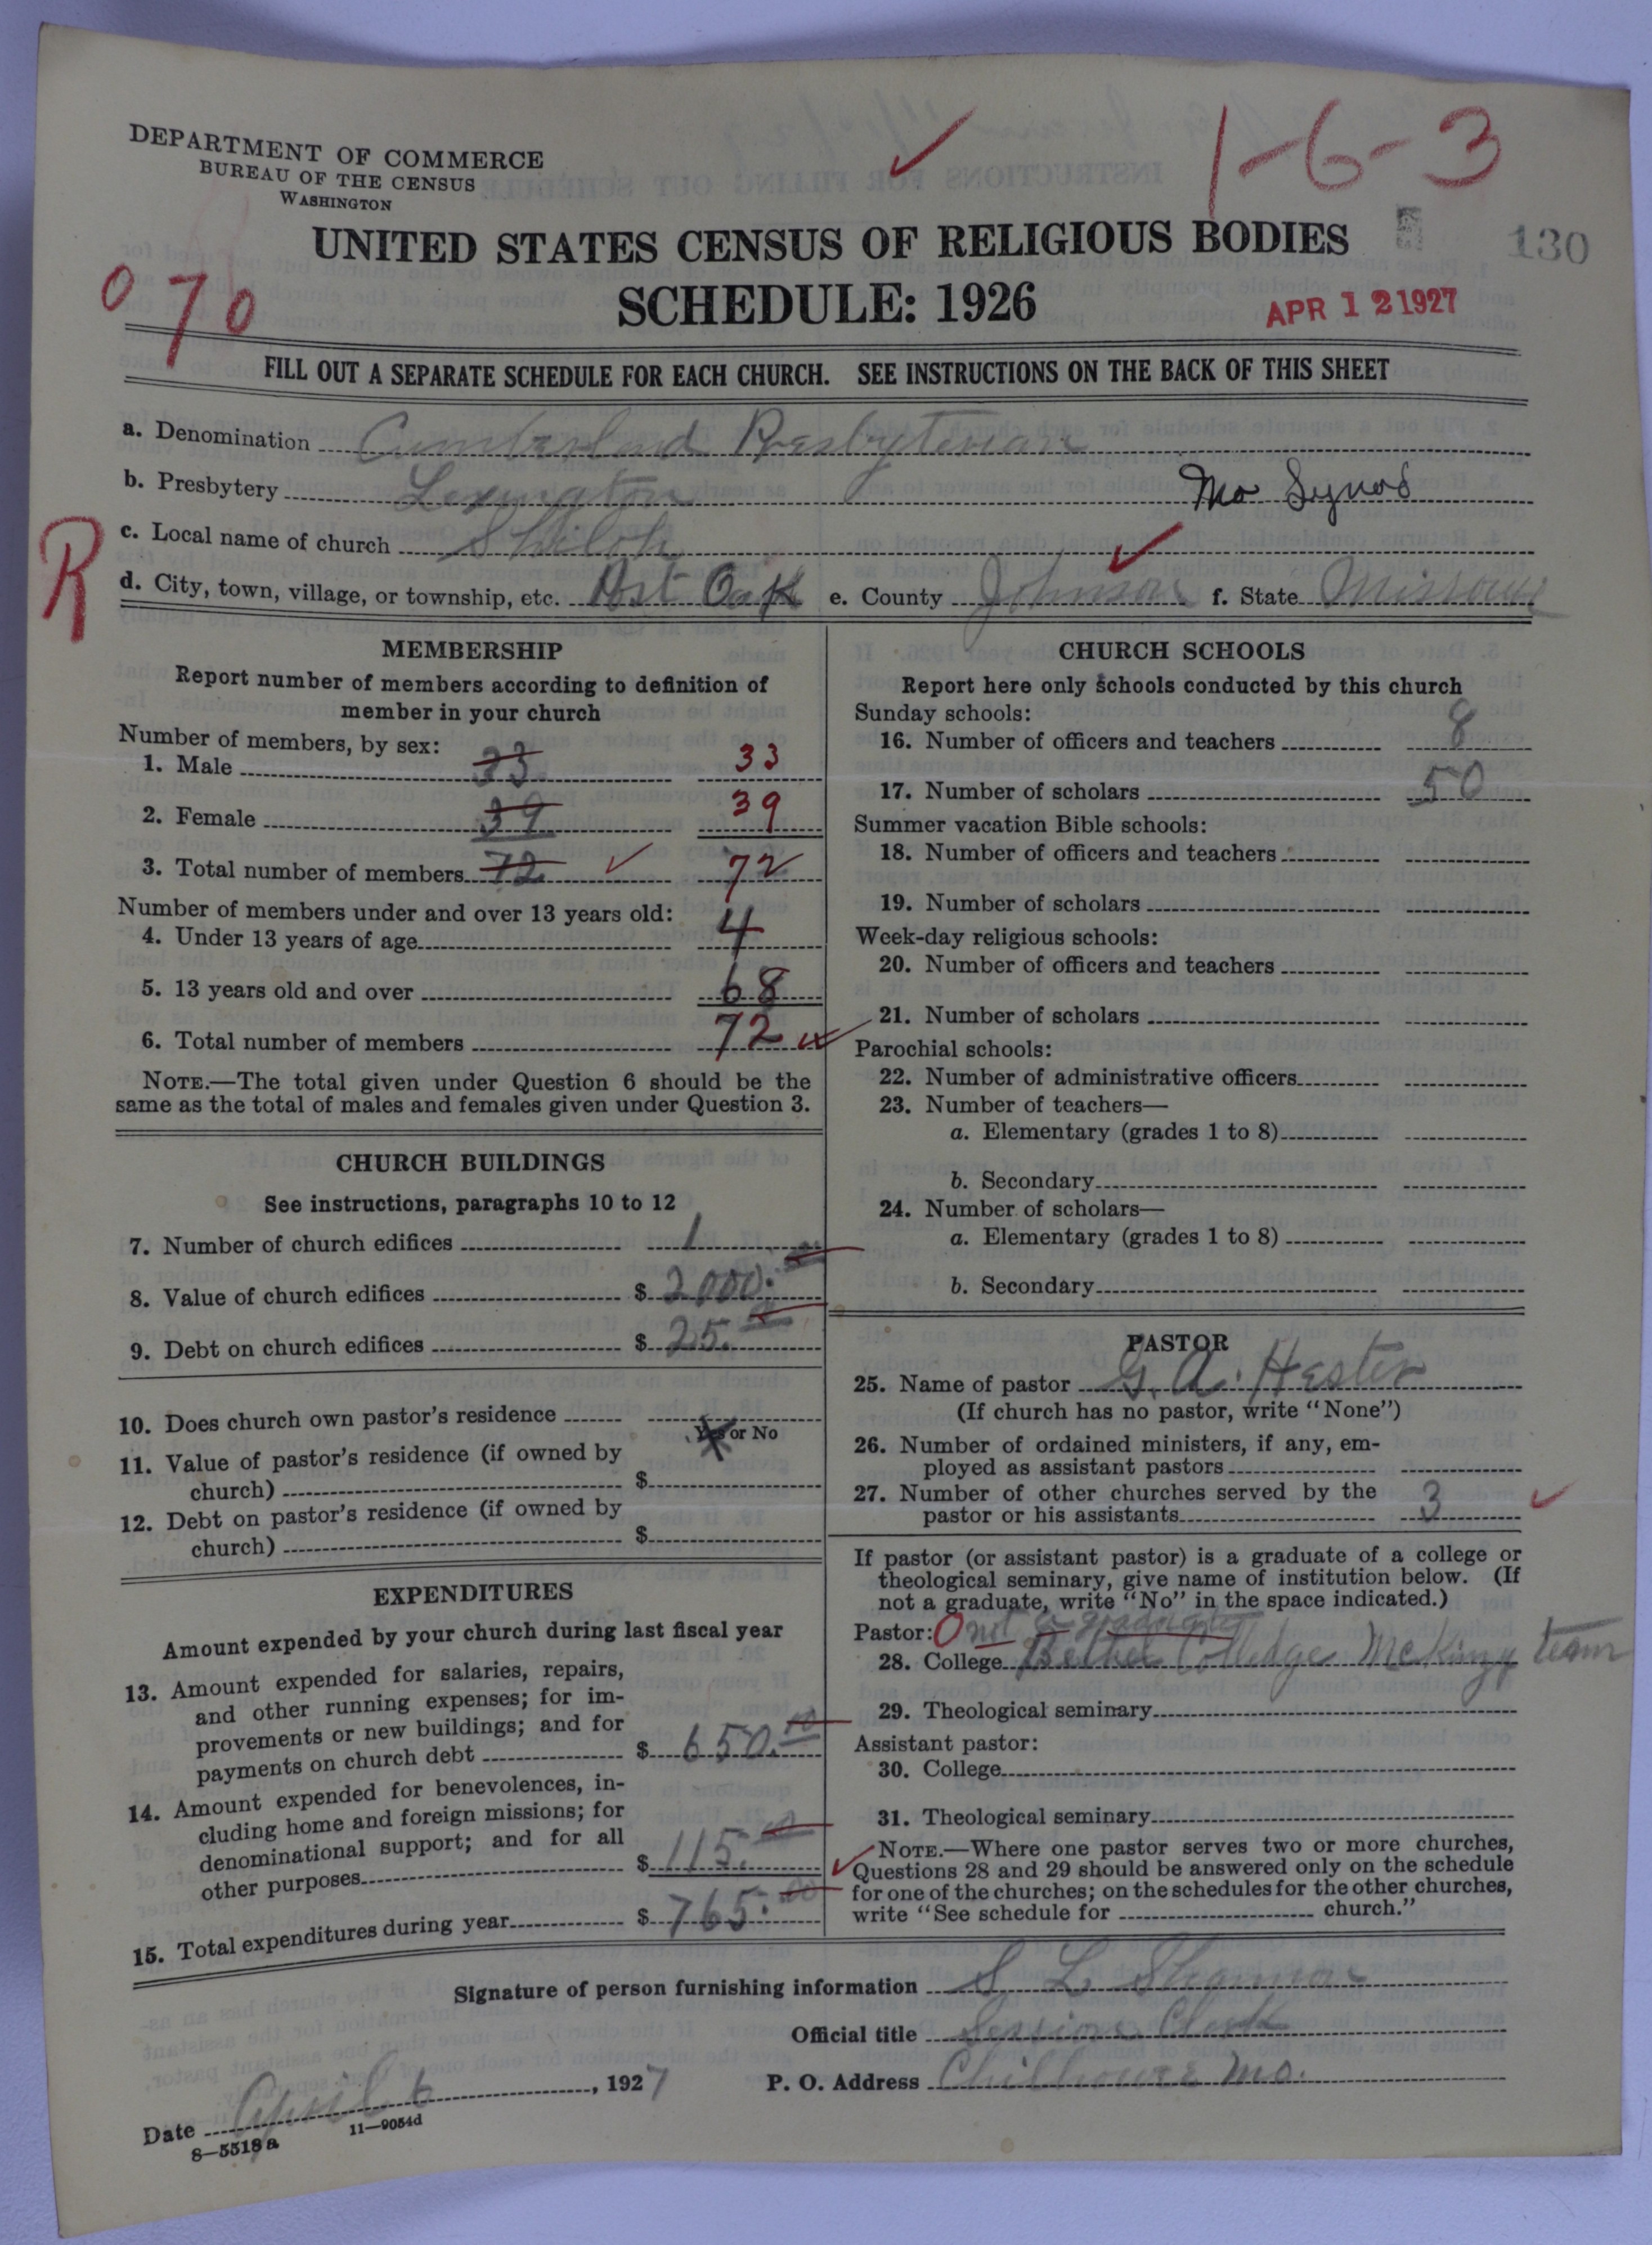 DEPARTMENT OF COMMERCE
BUREAU OF THE CENSUS
WASHINGTON
1-6-3
UNITED STATES CENSUS OF RELIGIOUS BODIES
130
070
SCHEDULE: 1926
APR 12 1927
FILL OUT A SEPARATE SCHEDULE FOR EACH CHURCH. SEE INSTRUCTIONS ON THE BACK OF THIS SHEET
a. Denomination Cumberland Presbyterian
b. Presbytery Lexington Mo Synod
R
c. Local name of church Shiloh
d. City, town, village, or township, etc. Post Oak e. County Johnson f. State Missouri
MEMBERSHIP
Report number of members according to definition of
member in your church
Number of members, by sex:
1. Male 33 33
2. Female 39 39
3. Total number of members 72 72
Number of members under and over 13 years old:
4. Under 13 years of age 4
5. 13 years old and over 68
6. Total number of members 72
NOTE.—The total given under Question 6 should be the
same as the total of males and females given under Question 3.
CHURCH BUILDINGS
See instructions, paragraphs 10 to 12
7. Number of church edifices 1
8. Value of church edifices $ 2000.00
9. Debt on church edifices $ 25.00
10. Does church own pastor's residence
Yes or No
11. Value of pastor's residence (if owned by
church) $
12. Debt on pastor's residence (if owned by
church) $
EXPENDITURES
Amount expended by your church during last fiscal year
13. Amount expended for salaries, repairs,
and other running expenses; for im-
provements or new buildings; and for
payments on church debt $ 650.00
14. Amount expended for benevolences, in-
cluding home and foreign missions; for
denominational support; and for all
other purposes $ 115.00
15. Total expenditures during year $ 765.00
CHURCH SCHOOLS
Report here only schools conducted by this church
Sunday schools:
16. Number of officers and teachers 8
17. Number of scholars 50
Summer vacation Bible schools:
18. Number of officers and teachers
19. Number of scholars
Week-day religious schools:
20. Number of officers and teachers
21. Number of scholars
Parochial schools:
22. Number of administrative officers
23. Number of teachers—
a. Elementary (grades 1 to 8)
b. Secondary
24. Number of scholars—
a. Elementary (grades 1 to 8)
b. Secondary
PASTOR
25. Name of pastor G. A. Hester
(If church has no pastor, write "None")
26. Number of ordained ministers, if any, em-
ployed as assistant pastors
27. Number of other churches served by the
pastor or his assistants 3
If pastor (or assistant pastor) is a graduate of a college or
theological seminary, give name of institution below. (If
not a graduate, write "No" in the space indicated.)
Pastor: 0 not a graduate
28. College Bethel Colledge McKinzy tenn
29. Theological seminary
Assistant pastor:
30. College
31. Theological seminary
NOTE.—Where one pastor serves two or more churches,
Questions 28 and 29 should be answered only on the schedule
for one of the churches; on the schedules for the other churches,
write "See schedule for church."
Signature of person furnishing information S L Shannon
Official title Session Clerk
Date April 6, 1927 P. O. Address Chilhowee Mo.
8—5518 a 11—9054d